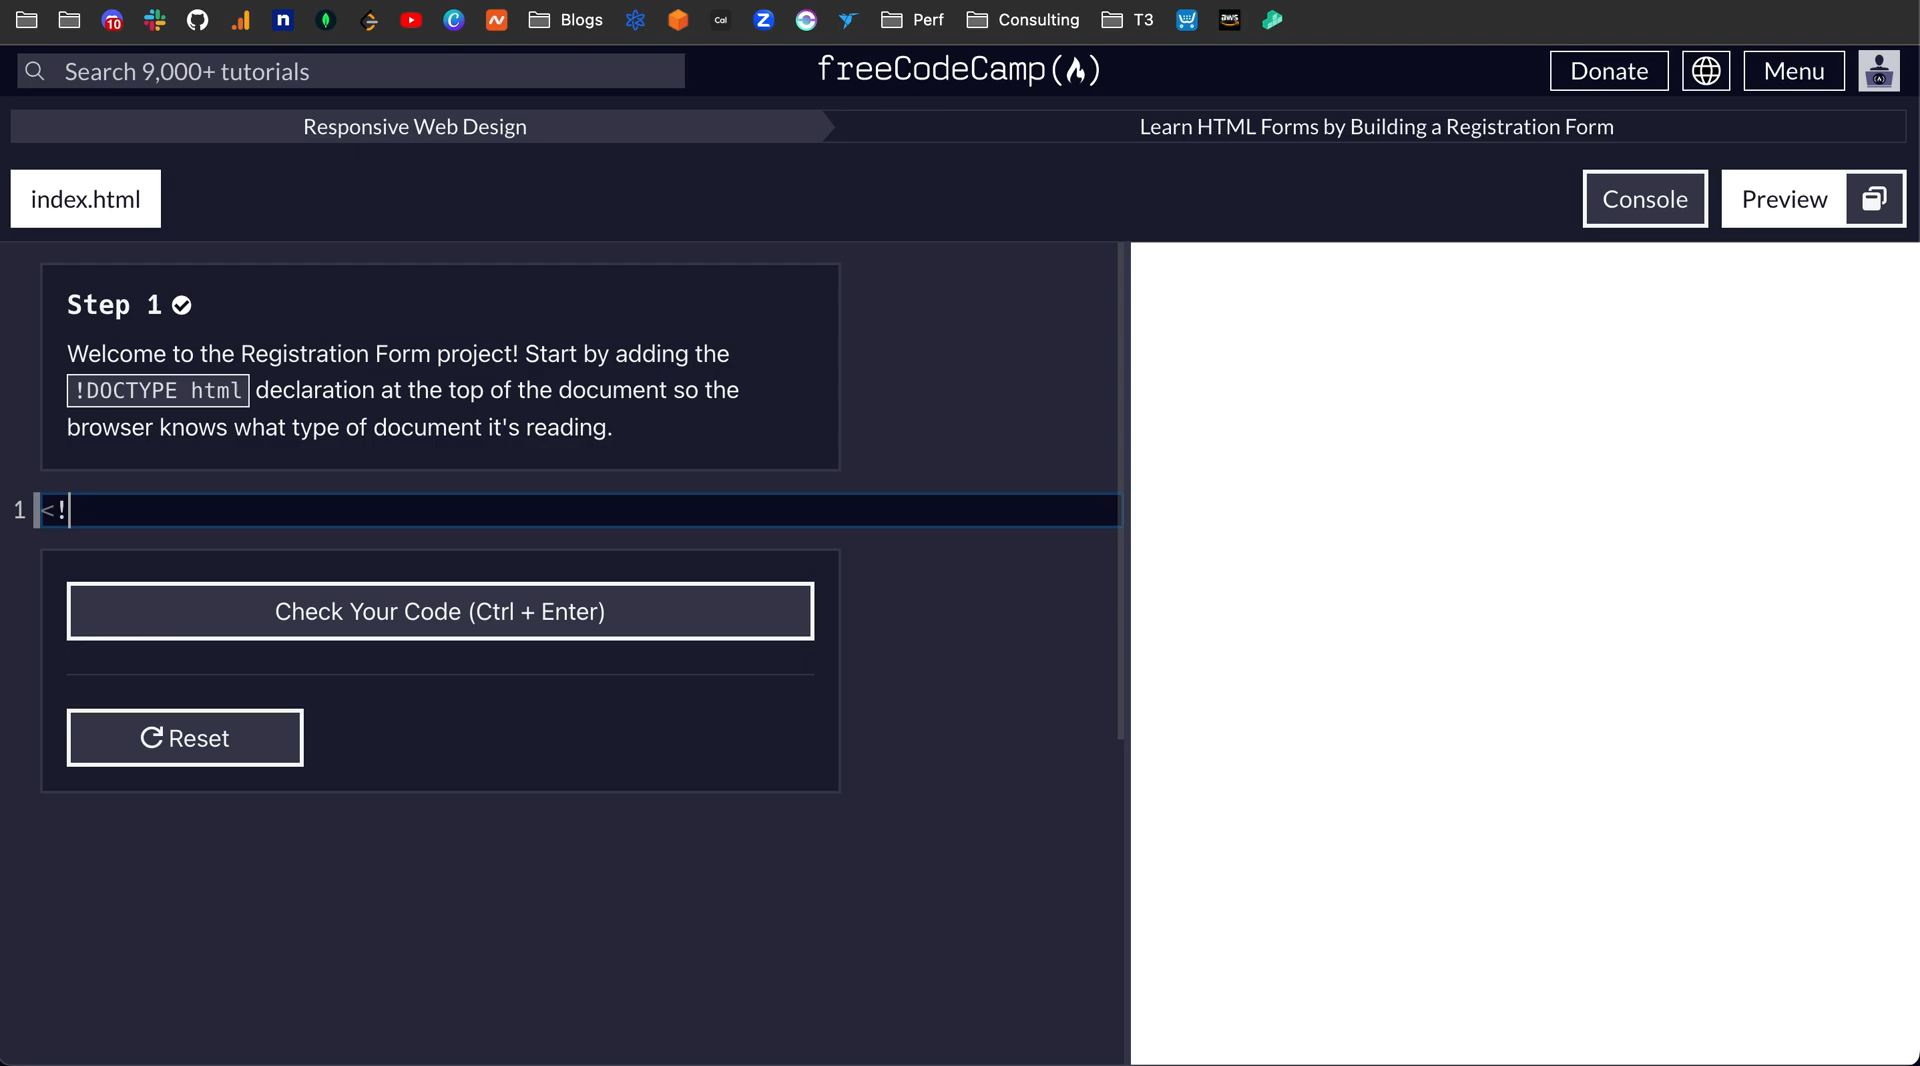 10
n
Blogs
Cal
Z
Perf
Consulting
T3
aws
Search 9,000+ tutorials
freeCodeCamp(🔥)
Donate
Menu
Responsive Web Design
Learn HTML Forms by Building a Registration Form
index.html
Console
Preview
Step 1
Welcome to the Registration Form project! Start by adding the
!DOCTYPE html declaration at the top of the document so the
browser knows what type of document it's reading.
1 <!
Check Your Code (Ctrl + Enter)
Reset